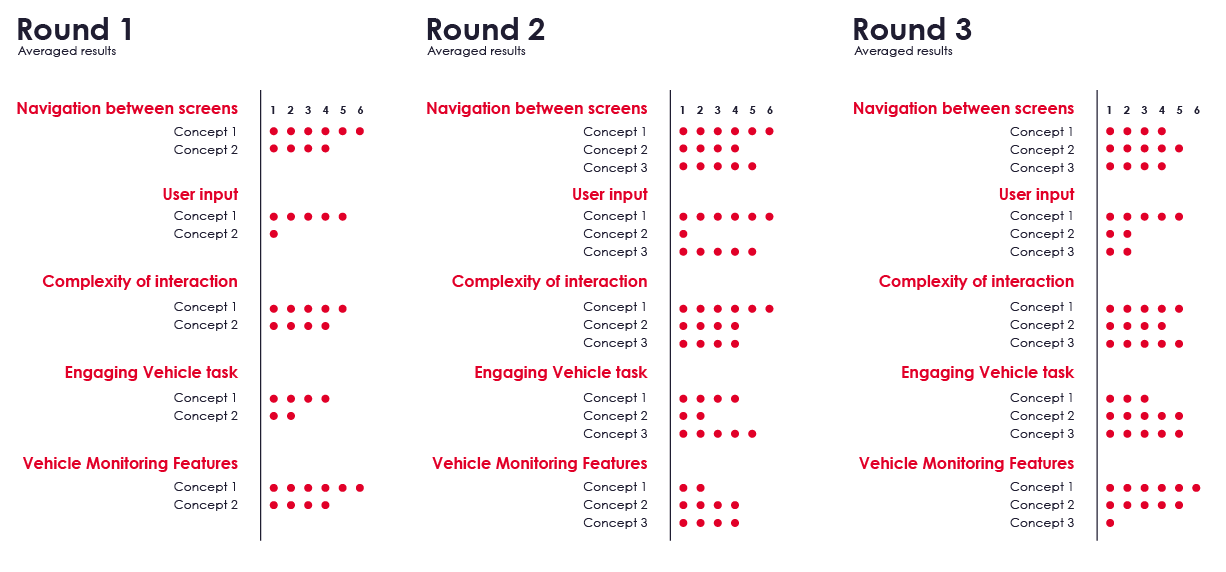 Round 1
Averaged results
Navigation between screens 1 2 3 4 5 6
Concept 1
Concept 2
User input
Concept 1
Concept 2
Complexity of interaction
Concept 1
Concept 2
Engaging Vehicle task
Concept 1
Concept 2
Vehicle Monitoring Features
Concept 1
Concept 2
Round 2
Averaged results
Navigation between screens 1 2 3 4 5 6
Concept 1
Concept 2
Concept 3
User input
Concept 1
Concept 2
Concept 3
Complexity of interaction
Concept 1
Concept 2
Concept 3
Engaging Vehicle task
Concept 1
Concept 2
Concept 3
Vehicle Monitoring Features
Concept 1
Concept 2
Concept 3
Round 3
Averaged results
Navigation between screens 1 2 3 4 5 6
Concept 1
Concept 2
Concept 3
User input
Concept 1
Concept 2
Concept 3
Complexity of interaction
Concept 1
Concept 2
Concept 3
Engaging Vehicle task
Concept 1
Concept 2
Concept 3
Vehicle Monitoring Features
Concept 1
Concept 2
Concept 3